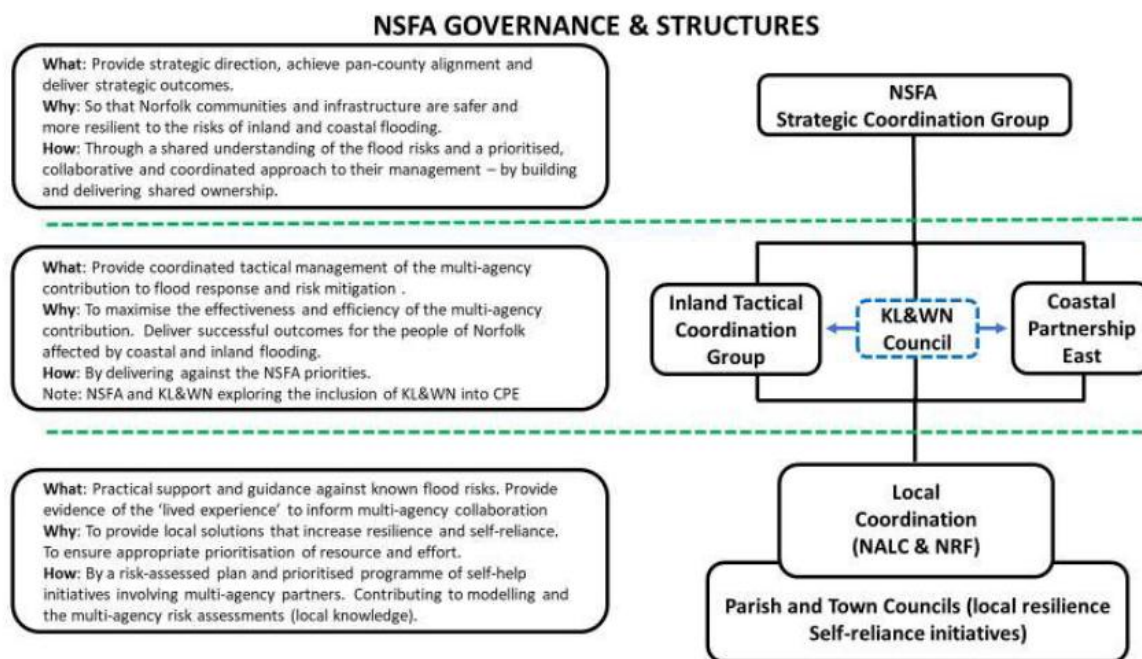 NSFA GOVERNANCE & STRUCTURES
What: Provide strategic direction, achieve pan-county alignment and
deliver strategic outcomes.
Why: So that Norfolk communities and infrastructure are safer and
more resilient to the risks of inland and coastal flooding.
How: Through a shared understanding of the flood risks and a prioritised,
collaborative and coordinated approach to their management – by building
and delivering shared ownership.
NSFA
Strategic Coordination Group
What: Provide coordinated tactical management of the multi-agency
contribution to flood response and risk mitigation .
Why: To maximise the effectiveness and efficiency of the multi-agency
contribution. Deliver successful outcomes for the people of Norfolk
affected by coastal and inland flooding.
How: By delivering against the NSFA priorities.
Note: NSFA and KL&WN exploring the inclusion of KL&WN into CPE
Inland Tactical
Coordination
Group
KL&WN
Council
Coastal
Partnership
East
What: Practical support and guidance against known flood risks. Provide
evidence of the ‘lived experience’ to inform multi-agency collaboration
Why: To provide local solutions that increase resilience and self-reliance.
To ensure appropriate prioritisation of resource and effort.
How: By a risk-assessed plan and prioritised programme of self-help
initiatives involving multi-agency partners. Contributing to modelling and
the multi-agency risk assessments (local knowledge).
Local
Coordination
(NALC & NRF)
Parish and Town Councils (local resilience
Self-reliance initiatives)